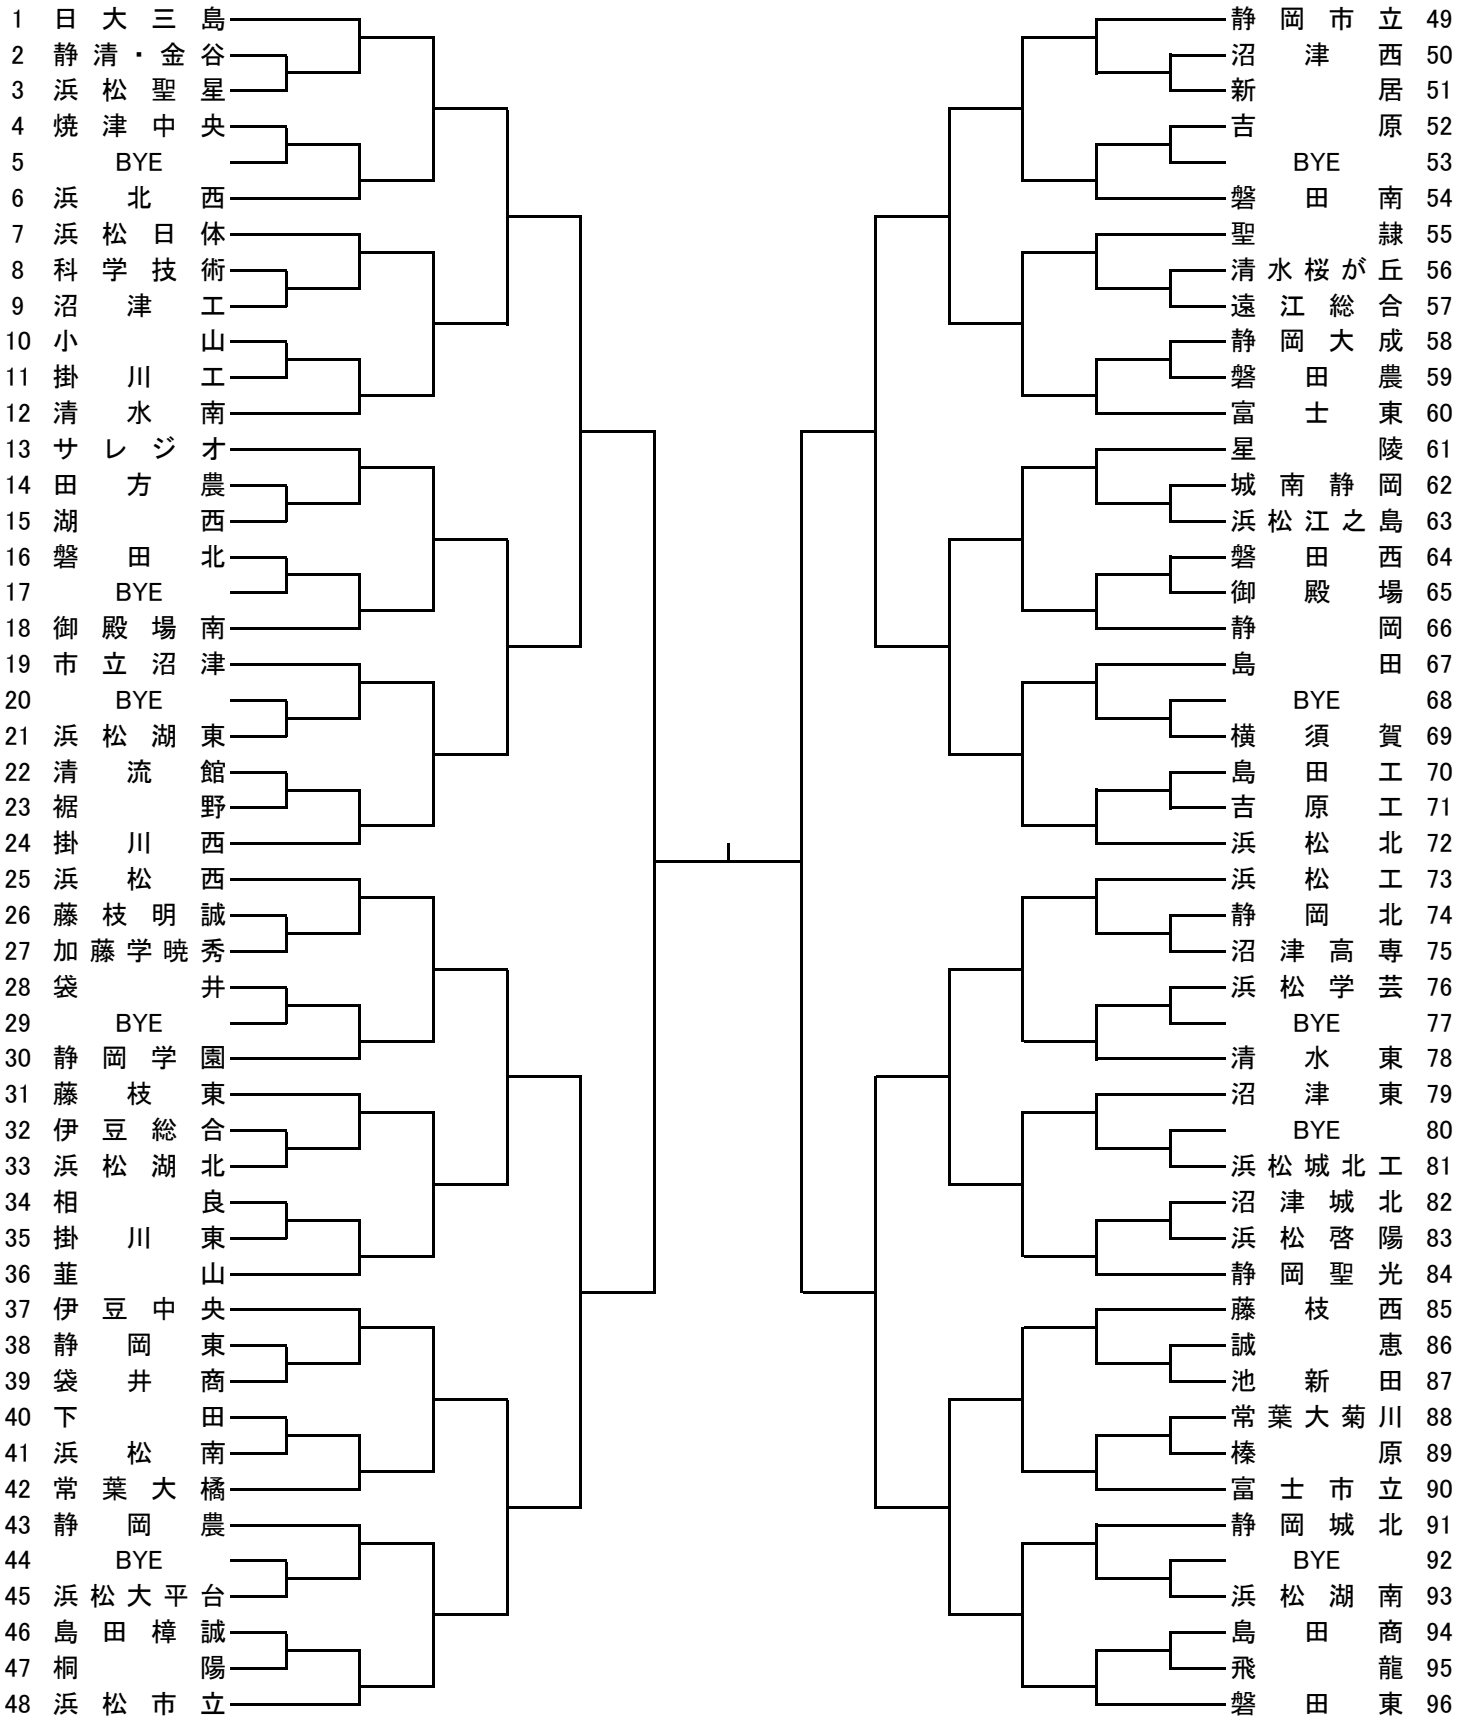 1 日大三島
2 静清・金谷
3 浜松聖星
4 焼津中央
5 BYE
6 浜北西
7 浜松日体
8 科学技術
9 沼津工
10 小山
11 掛川工
12 清水南
13 サレジオ
14 田方農
15 湖西
16 磐田北
17 BYE
18 御殿場南
19 市立沼津
20 BYE
21 浜松湖東
22 清流館
23 裾野
24 掛川西
25 浜松西
26 藤枝明誠
27 加藤学暁秀
28 袋井
29 BYE
30 静岡学園
31 藤枝東
32 伊豆総合
33 浜松湖北
34 相良
35 掛川東
36 韮山
37 伊豆中央
38 静岡東
39 袋井商
40 下田
41 浜松南
42 常葉大橘
43 静岡農
44 BYE
45 浜松大平台
46 島田樟誠
47 桐陽
48 浜松市立
静岡市立 49
沼津西 50
新居 51
吉原 52
BYE 53
磐田南 54
聖隷 55
清水桜が丘 56
遠江総合 57
静岡大成 58
磐田農 59
富士東 60
星陵 61
城南静岡 62
浜松江之島 63
磐田西 64
御殿場 65
静岡 66
島田 67
BYE 68
横須賀 69
島田工 70
吉原工 71
浜松北 72
浜松工 73
静岡北 74
沼津高専 75
浜松学芸 76
BYE 77
清水東 78
沼津東 79
BYE 80
浜松城北工 81
沼津城北 82
浜松啓陽 83
静岡聖光 84
藤枝西 85
誠恵 86
池新田 87
常葉大菊川 88
榛原 89
富士市立 90
静岡城北 91
BYE 92
浜松湖南 93
島田商 94
飛龍 95
磐田東 96